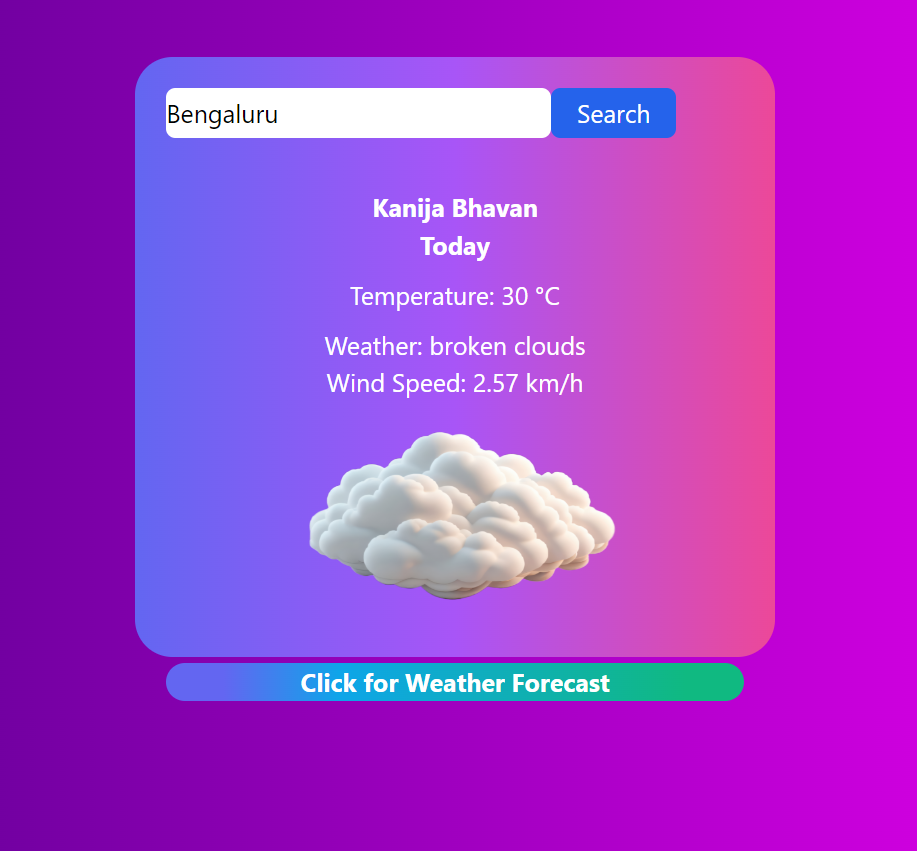 Bengaluru Search
Kanija Bhavan
Today
Temperature: 30 °C
Weather: broken clouds
Wind Speed: 2.57 km/h
Click for Weather Forecast